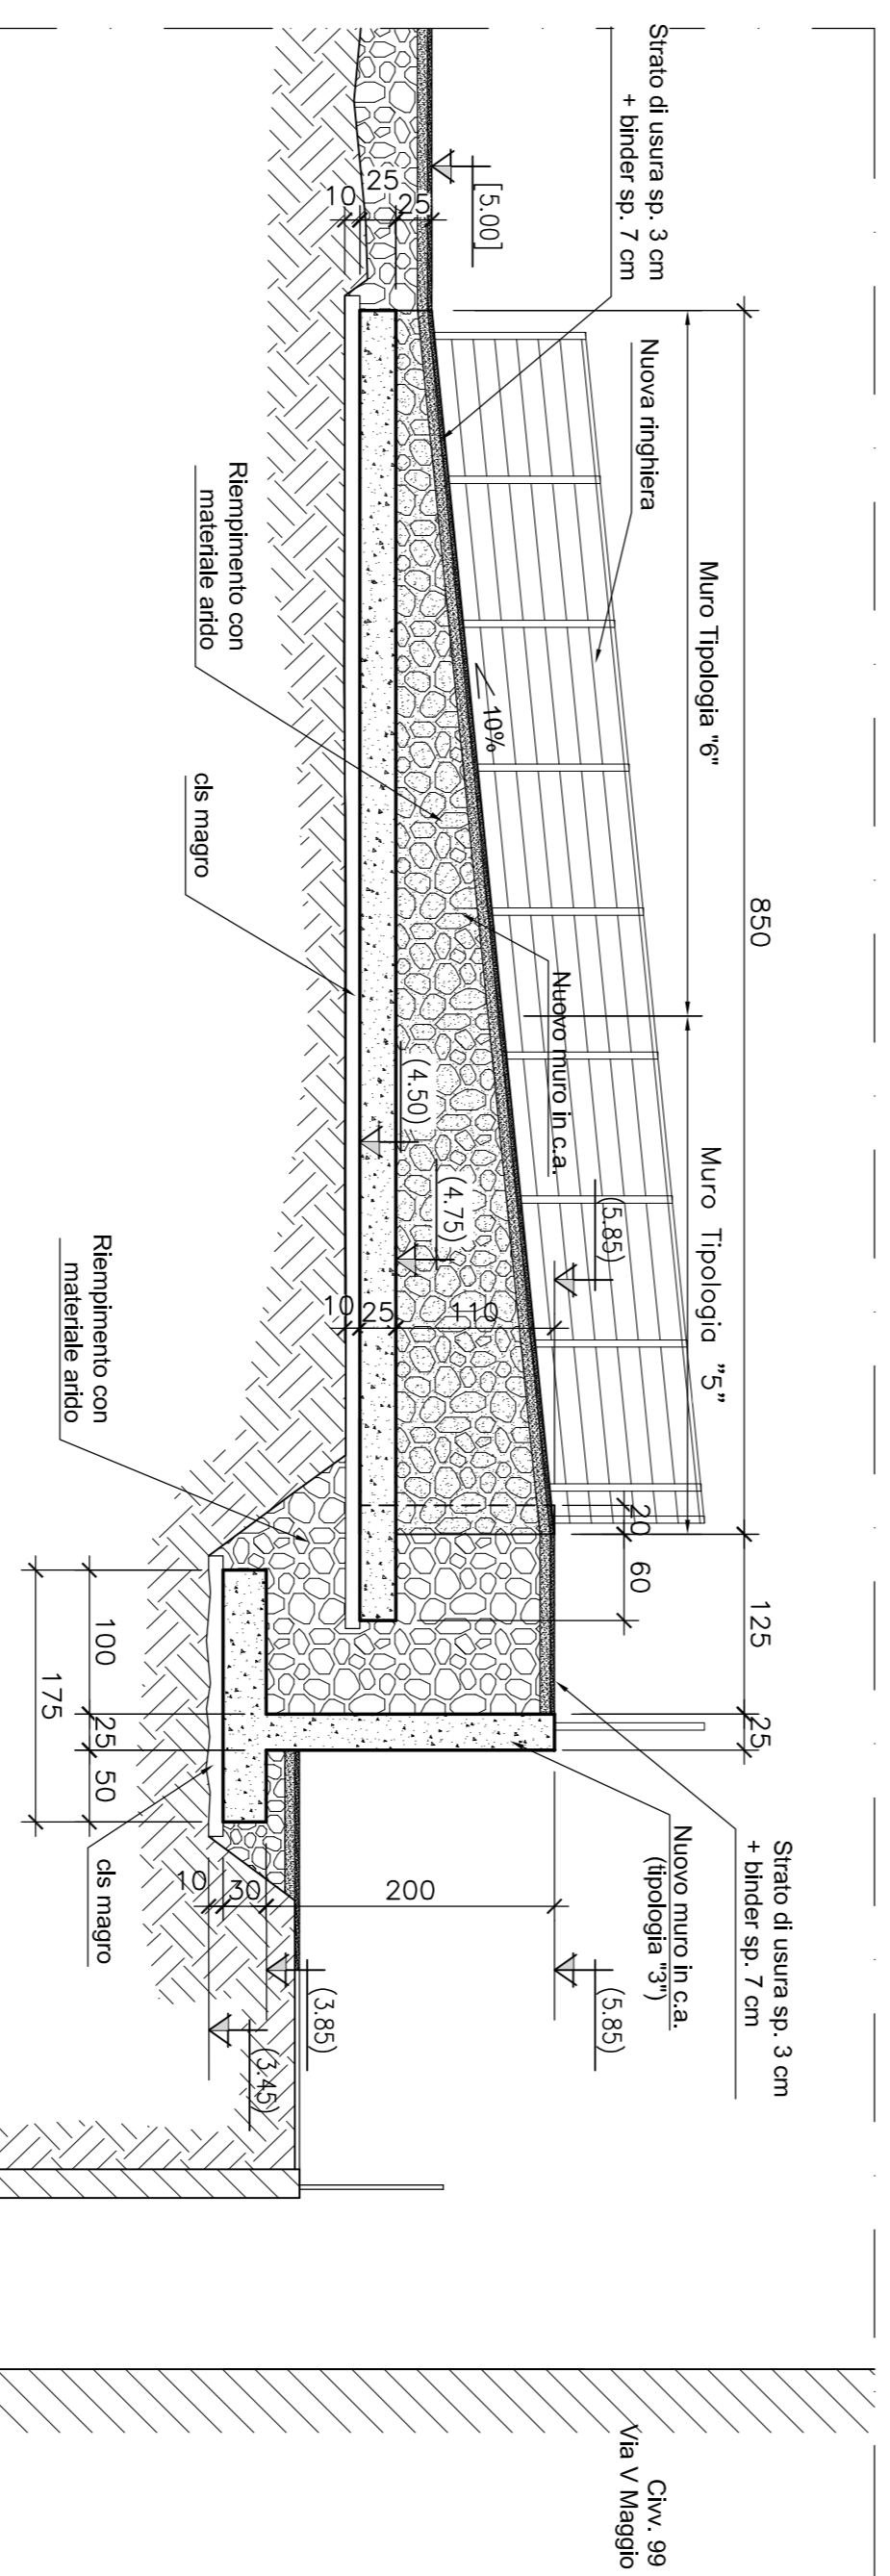 Strato di usura sp. 3 cm
+ binder sp. 7 cm
[5.00]
25
25
10
Nuova ringhiera
Muro Tipologia "6"
850
10%
Riempimento con
materiale arido
cls magro
Nuovo muro in c.a.
(4.50)
(4.75)
(5.85)
Muro Tipologia "5"
110
25
10
Riempimento con
materiale arido
20
60
125
25
100
25
50
175
Strato di usura sp. 3 cm
+ binder sp. 7 cm
Nuovo muro in c.a.
(tipologia "3")
cls magro
200
30
10
(5.85)
(3.85)
(3.45)
Civv. 99
Via V Maggio